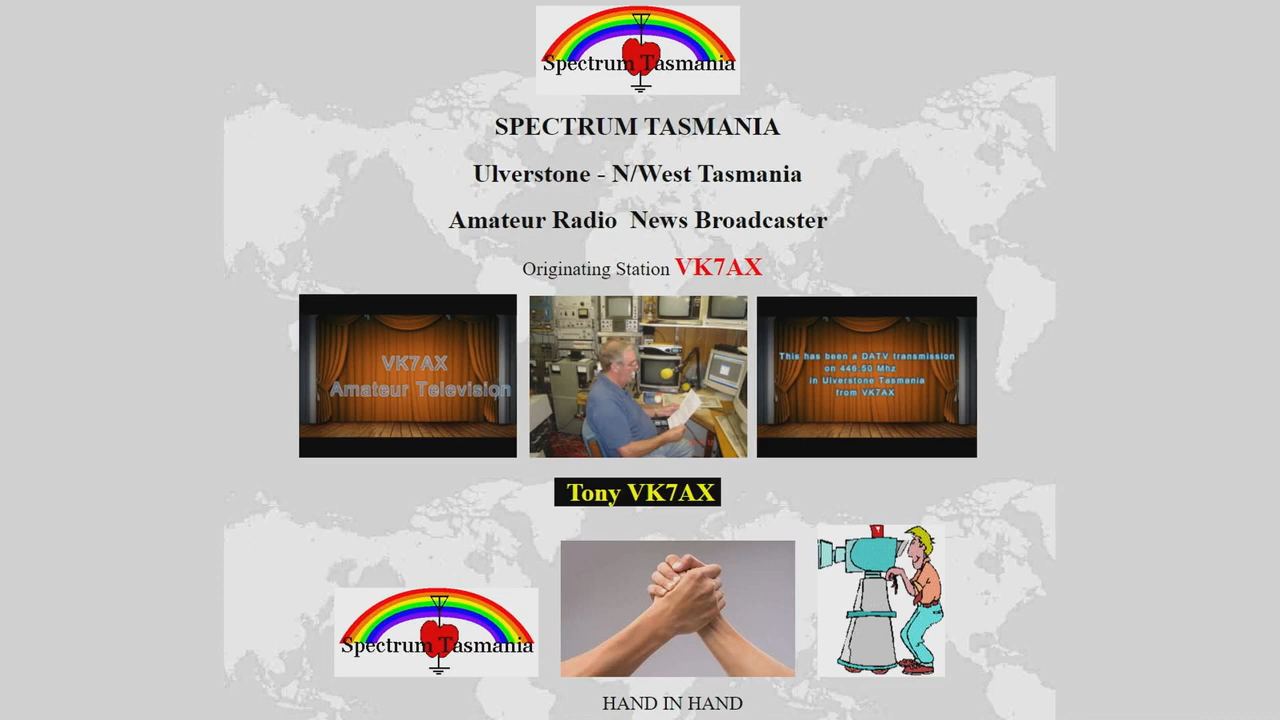 Spectrum Tasmania
SPECTRUM TASMANIA
Ulverstone - N/West Tasmania
Amateur Radio  News Broadcaster
Originating Station VK7AX
VK7AX
Amateur Television
This has been a DATV transmission
on 446.50 Mhz
in Ulverstone Tasmania
from VK7AX
Tony VK7AX
Spectrum Tasmania
HAND IN HAND